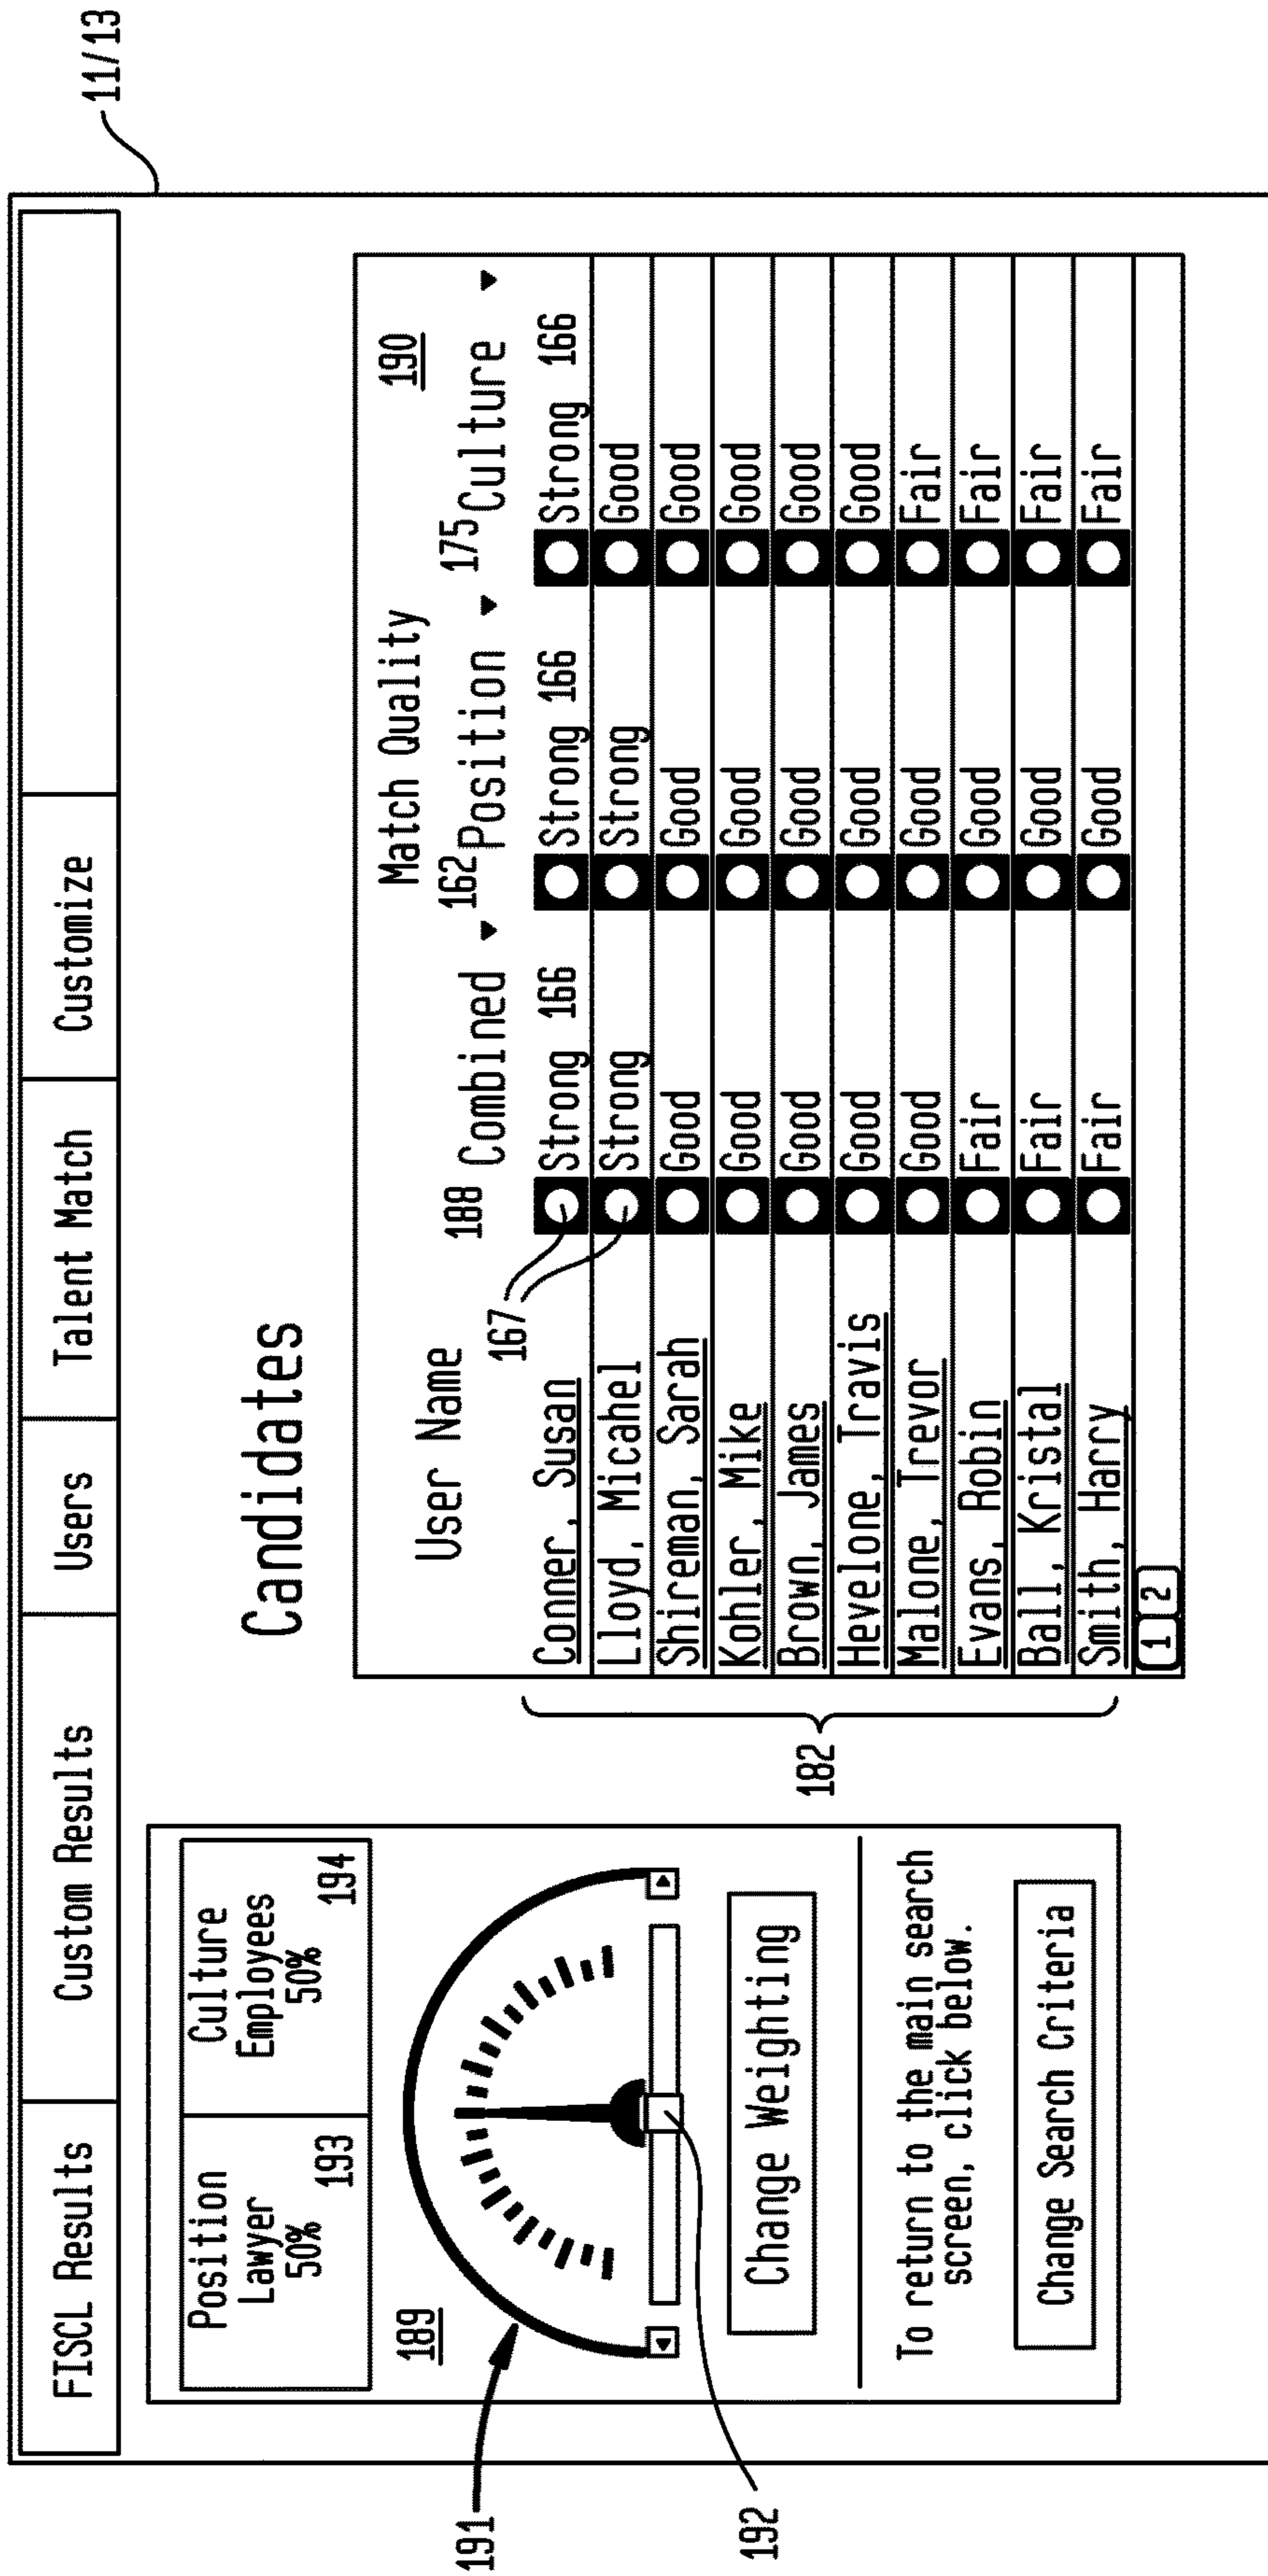 11/13
FISCL Results Custom Results Users Talent Match Customize
Position
Lawyer
50%
193
Culture
Employees
50%
194
189
191
192
Change Weighting
To return to the main search
screen, click below.
Change Search Criteria
Candidates
182
Match Quality 190
User Name 188 Combined ▼ 162 Position ▼ 175 Culture ▼
167
Conner, Susan Strong 166 Strong 166 Strong 166
Lloyd, Micahel Strong Strong Good
Shireman, Sarah Good Good Good
Kohler, Mike Good Good Good
Brown, James Good Good Good
Hevelone, Travis Good Good Good
Malone, Trevor Good Good Fair
Evans, Robin Fair Good Fair
Ball, Kristal Fair Good Fair
Smith, Harry Fair Good Fair
1 2